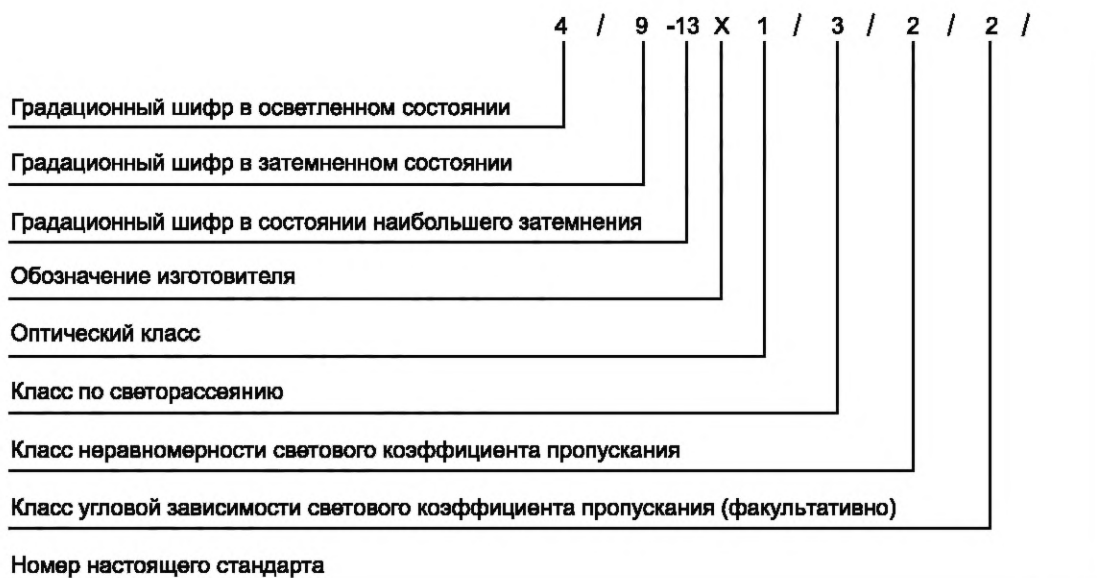 4 / 9 -13 X 1 / 3 / 2 / 2 /
Градационный шифр в осветленном состоянии
Градационный шифр в затемненном состоянии
Градационный шифр в состоянии наибольшего затемнения
Обозначение изготовителя
Оптический класс
Класс по светорассеянию
Класс неравномерности светового коэффициента пропускания
Класс угловой зависимости светового коэффициента пропускания (факультативно)
Номер настоящего стандарта